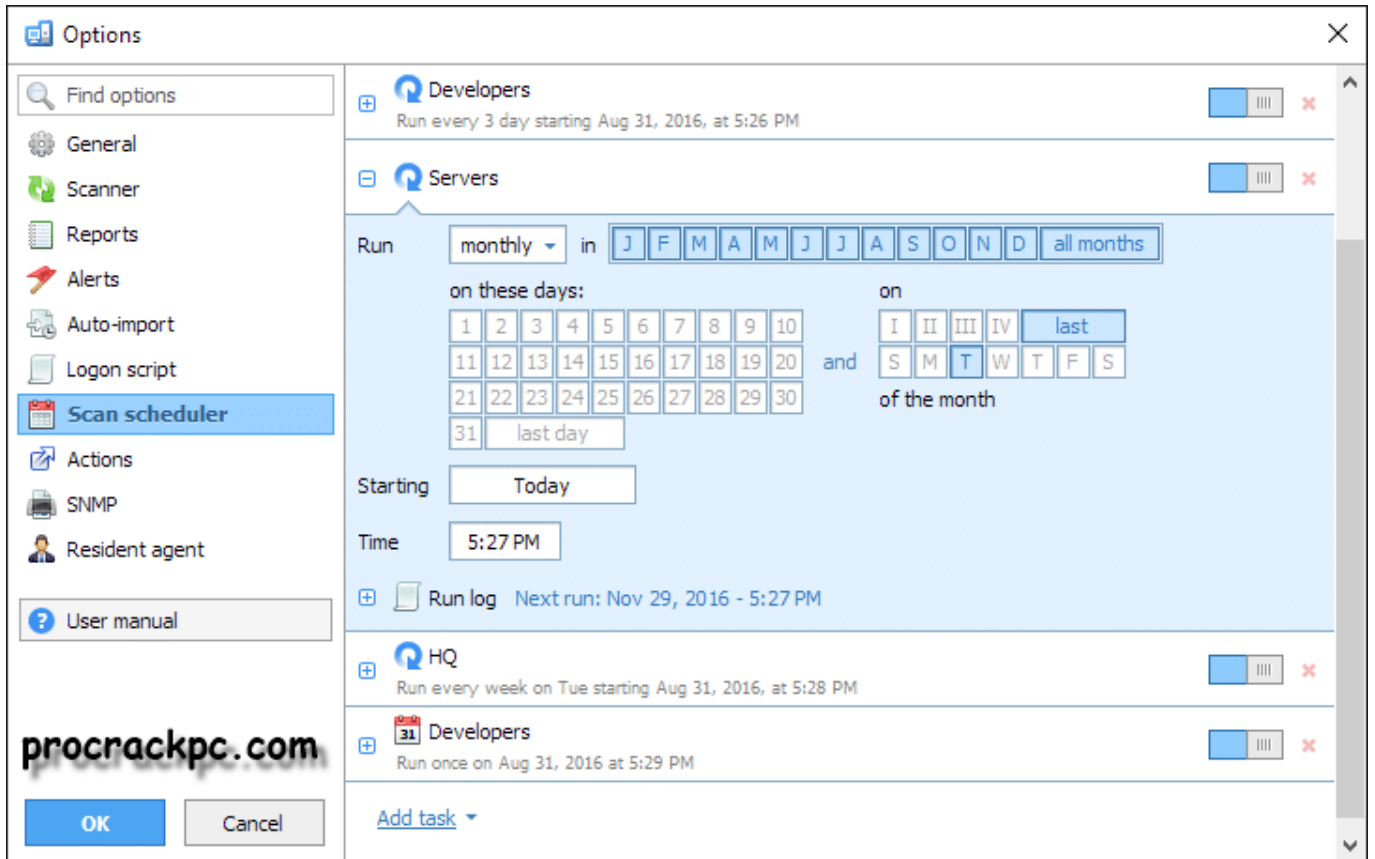 Options
Find options
General
Scanner
Reports
Alerts
Auto-import
Logon script
Scan scheduler
Actions
SNMP
Resident agent
User manual
procrackpc.com
OK Cancel
Developers
Run every 3 day starting Aug 31, 2016, at 5:26 PM
Servers
Run monthly in J F M A M J J A S O N D all months
on these days: on
1 2 3 4 5 6 7 8 9 10 I II III IV last
11 12 13 14 15 16 17 18 19 20 and S M T W T F S
21 22 23 24 25 26 27 28 29 30 of the month
31 last day
Starting Today
Time 5:27 PM
Run log Next run: Nov 29, 2016 - 5:27 PM
HQ
Run every week on Tue starting Aug 31, 2016, at 5:28 PM
31 Developers
Run once on Aug 31, 2016 at 5:29 PM
Add task